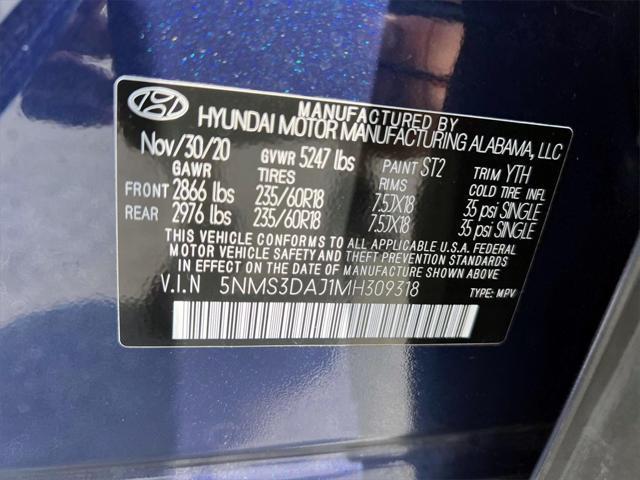 MANUFACTURED BY
HYUNDAI MOTOR MANUFACTURING ALABAMA, LLC
Nov/30/20 GVWR 5247 lbs PAINT ST2 TRIM YTH
GAWR TIRES RIMS COLD TIRE INFL
FRONT 2866 lbs 235/60R18 7.5JX18 35 psi SINGLE
REAR 2976 lbs 235/60R18 7.5JX18 35 psi SINGLE
THIS VEHICLE CONFORMS TO ALL APPLICABLE U.S.A. FEDERAL
MOTOR VEHICLE SAFETY AND THEFT PREVENTION STANDARDS
IN EFFECT ON THE DATE OF MANUFACTURE SHOWN ABOVE.
V.I.N 5NMS3DAJ1MH309318
TYPE: MPV